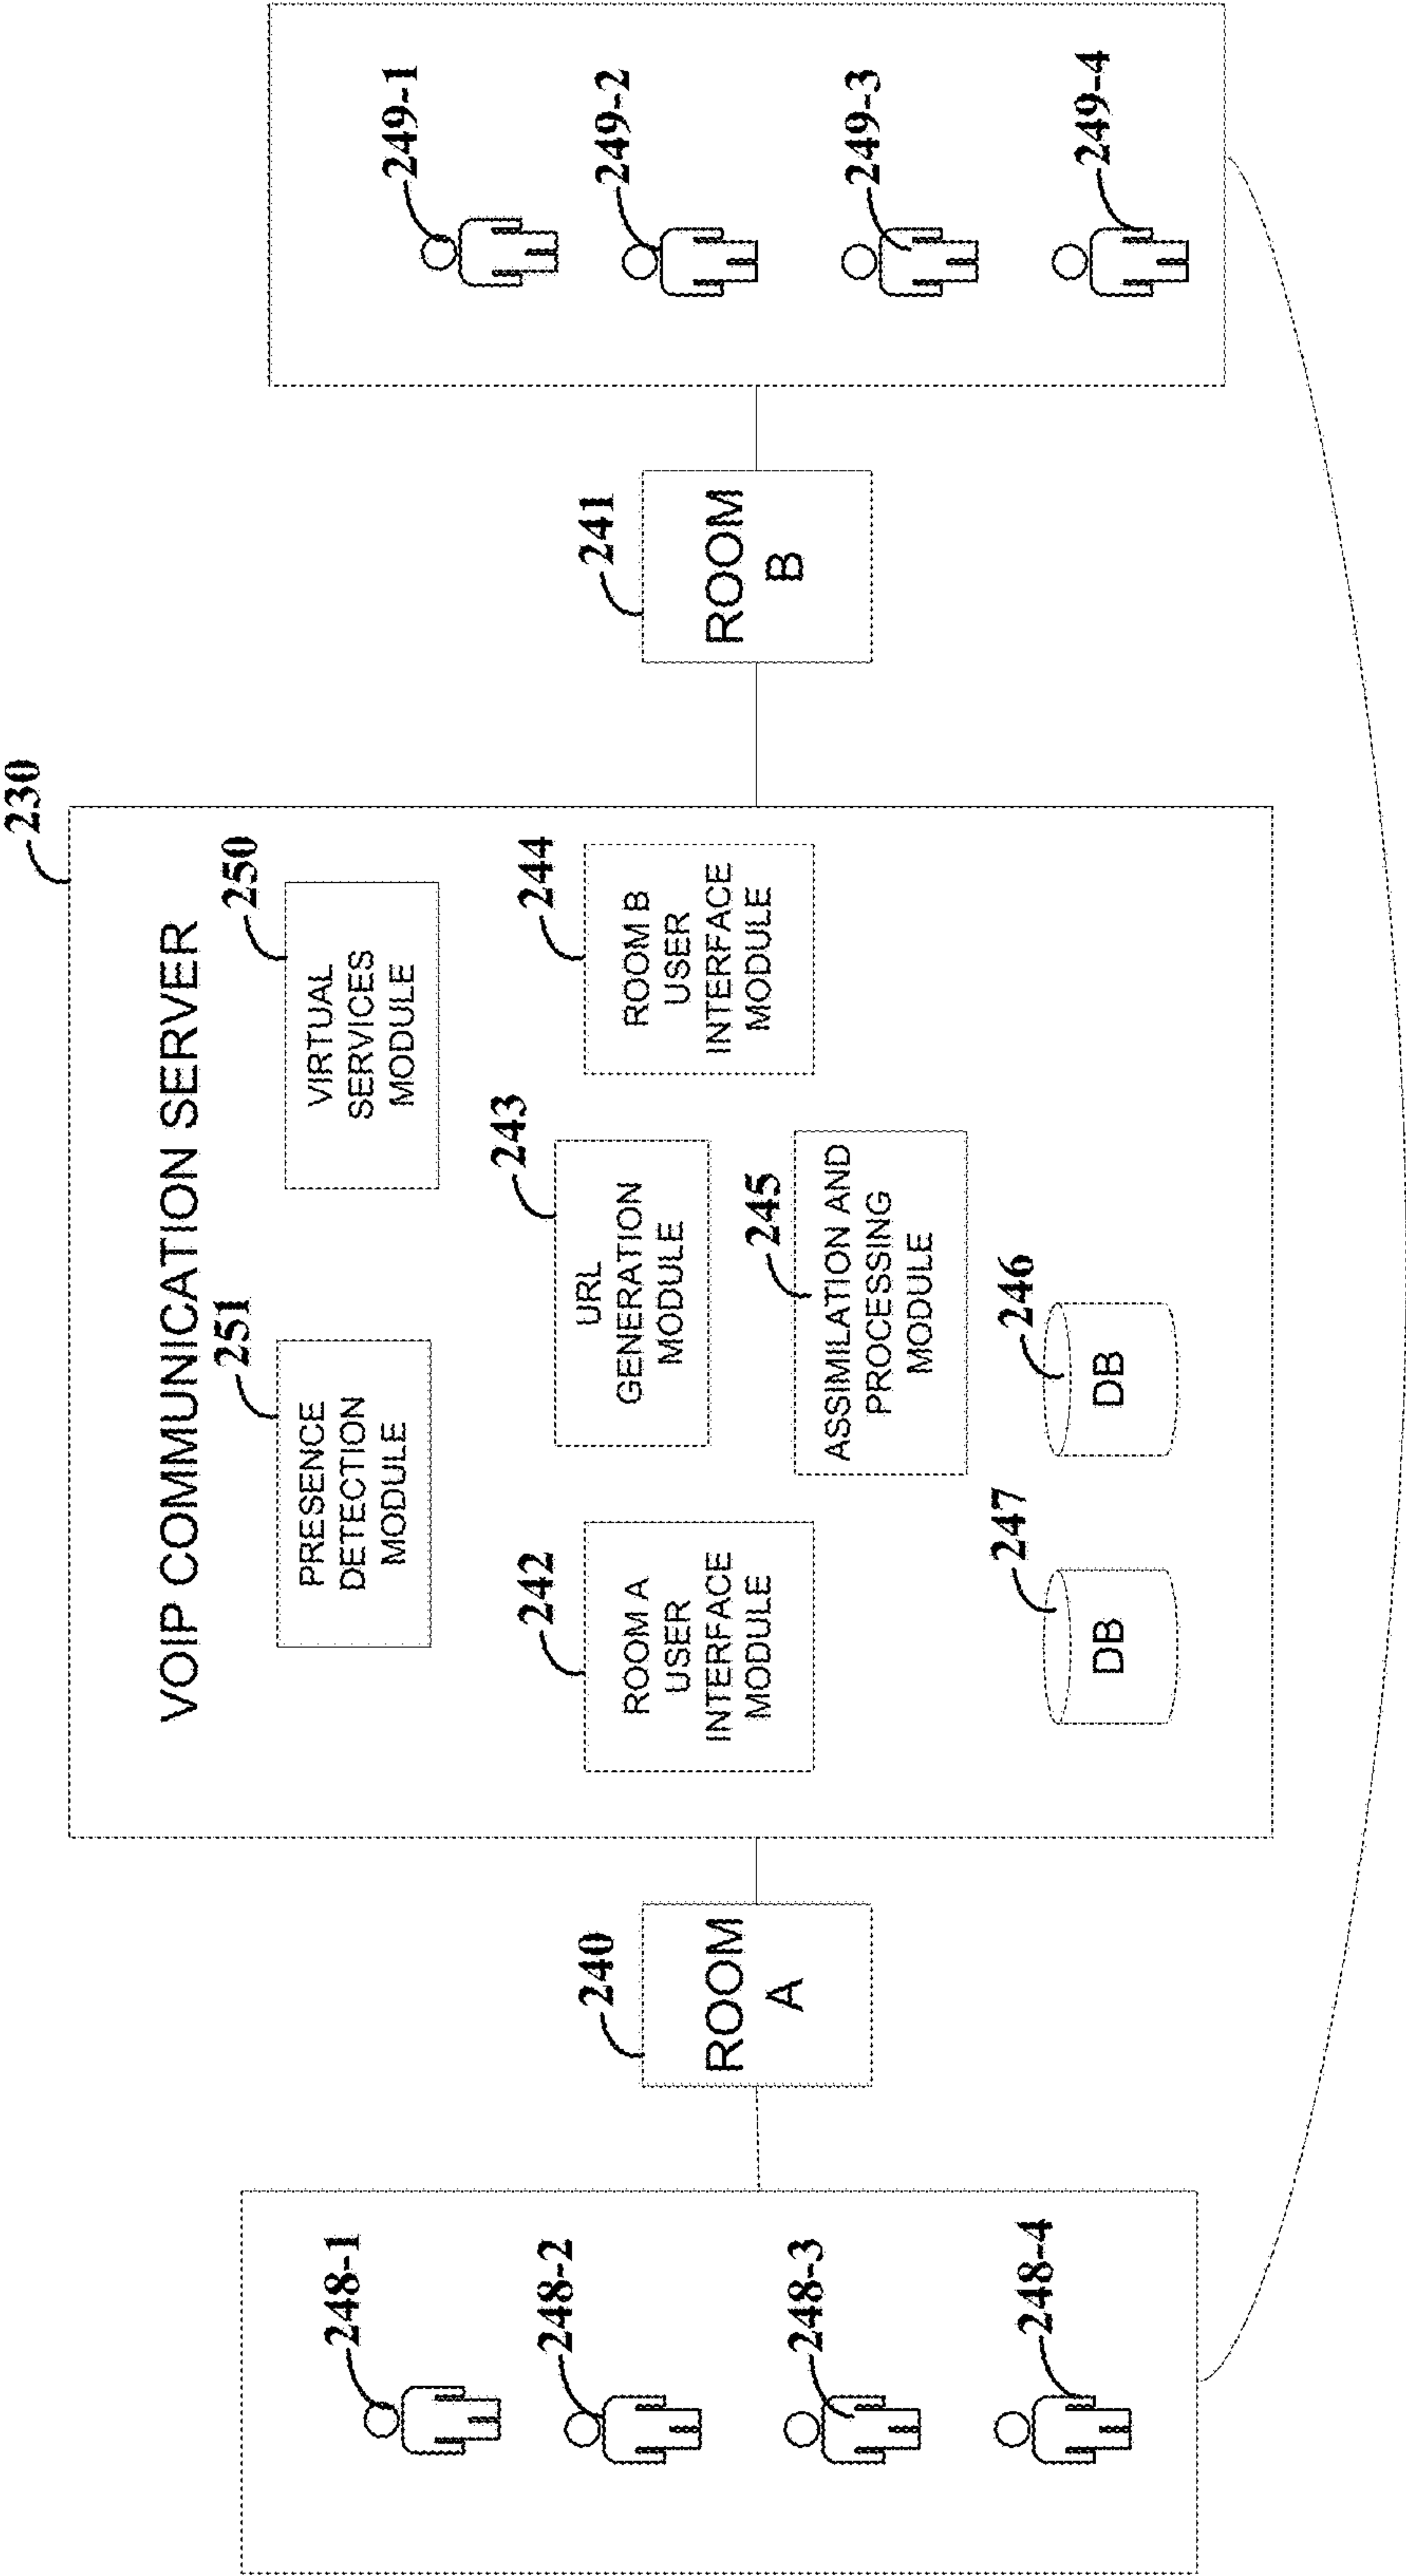 230
VOIP COMMUNICATION SERVER
251
PRESENCE
DETECTION
MODULE
250
VIRTUAL
SERVICES
MODULE
242
ROOM A
USER
INTERFACE
MODULE
243
URL
GENERATION
MODULE
244
ROOM B
USER
INTERFACE
MODULE
245
ASSIMILATION AND
PROCESSING
MODULE
247
DB
246
DB
240
ROOM
A
241
ROOM
B
248-1
248-2
248-3
248-4
249-1
249-2
249-3
249-4